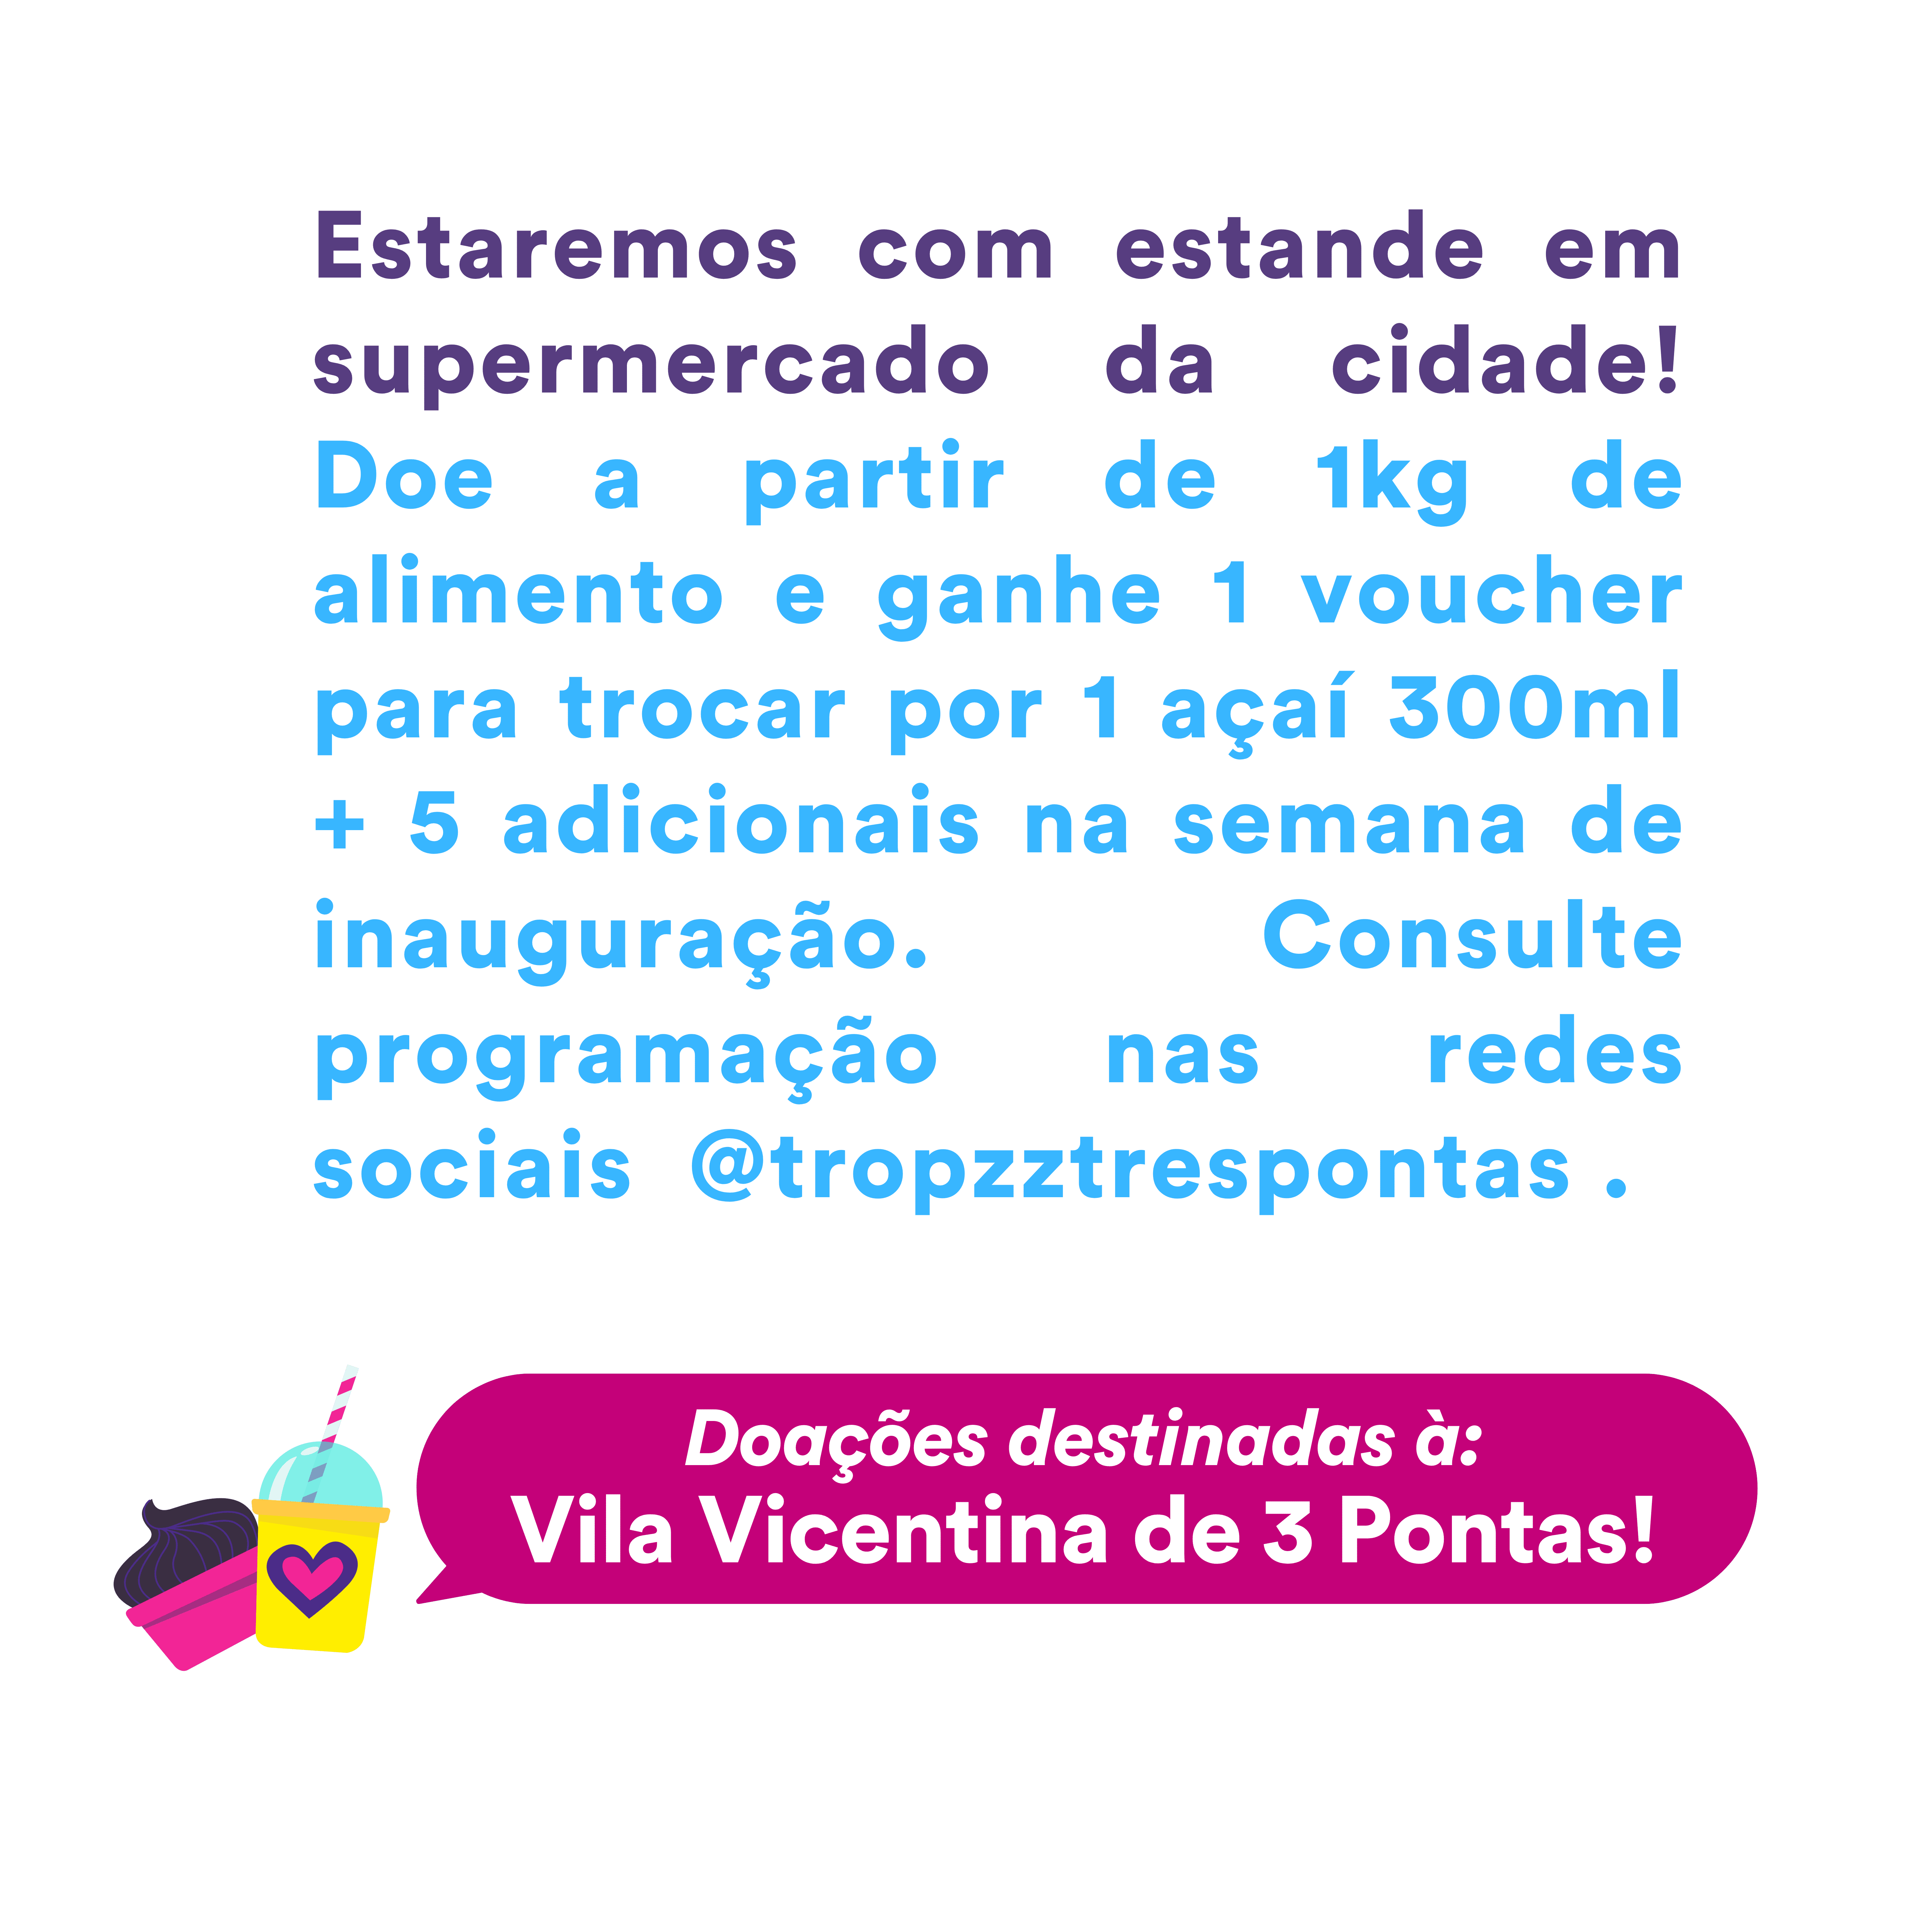 Estaremos com estande em
supermercado da cidade!
Doe a partir de 1kg de
alimento e ganhe 1 voucher
para trocar por 1 açaí 300ml
+ 5 adicionais na semana de
inauguração. Consulte
programação nas redes
sociais @tropzztrespontas .
Doações destinadas à:
Vila Vicentina de 3 Pontas!